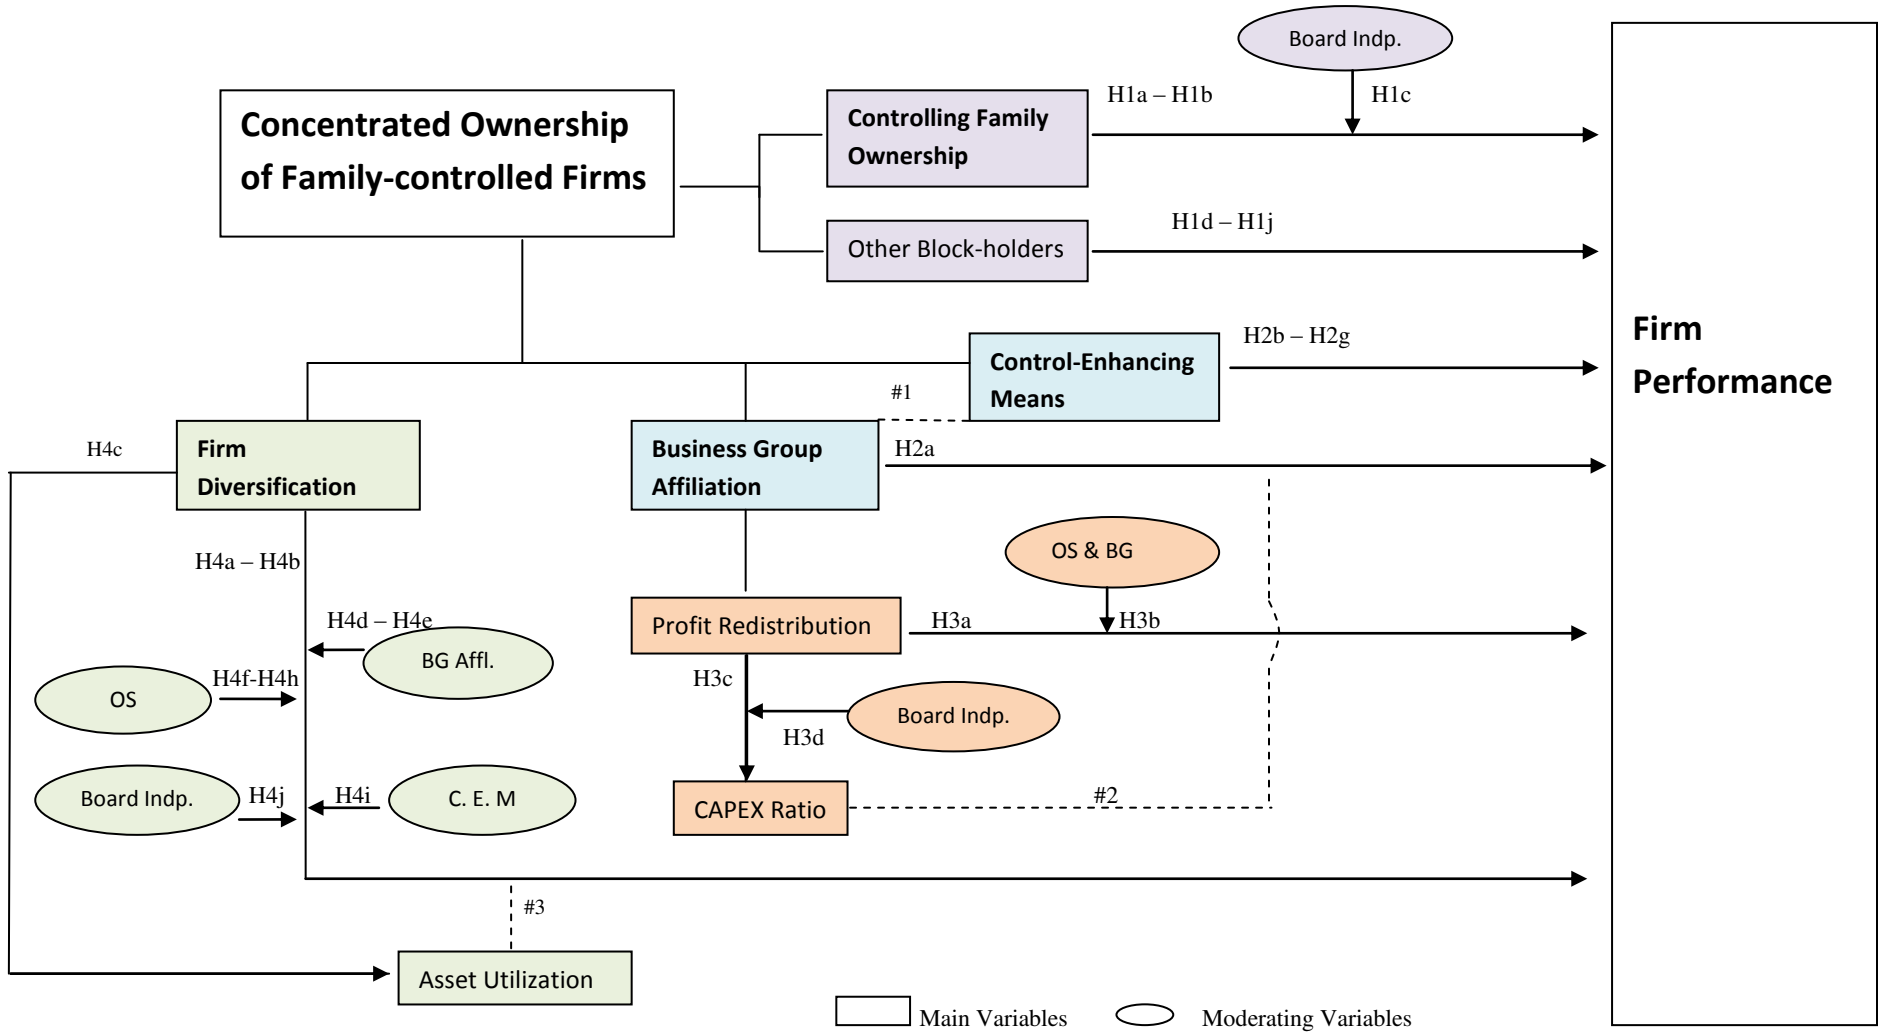 Board Indp.
H1a – H1b
H1c
Concentrated Ownership
of Family-controlled Firms
Controlling Family
Ownership
H1d – H1j
Other Block-holders
Firm
Performance
H2b – H2g
Control-Enhancing
Means
#1
H4c
Firm
Diversification
Business Group
Affiliation
H2a
H4a – H4b
OS & BG
H4d – H4e
BG Affl.
Profit Redistribution
H3a
H3b
H4f-H4h
OS
H3c
Board Indp.
H3d
Board Indp.
H4j
H4i
C. E. M
CAPEX Ratio
#2
#3
Asset Utilization
Main Variables
Moderating Variables